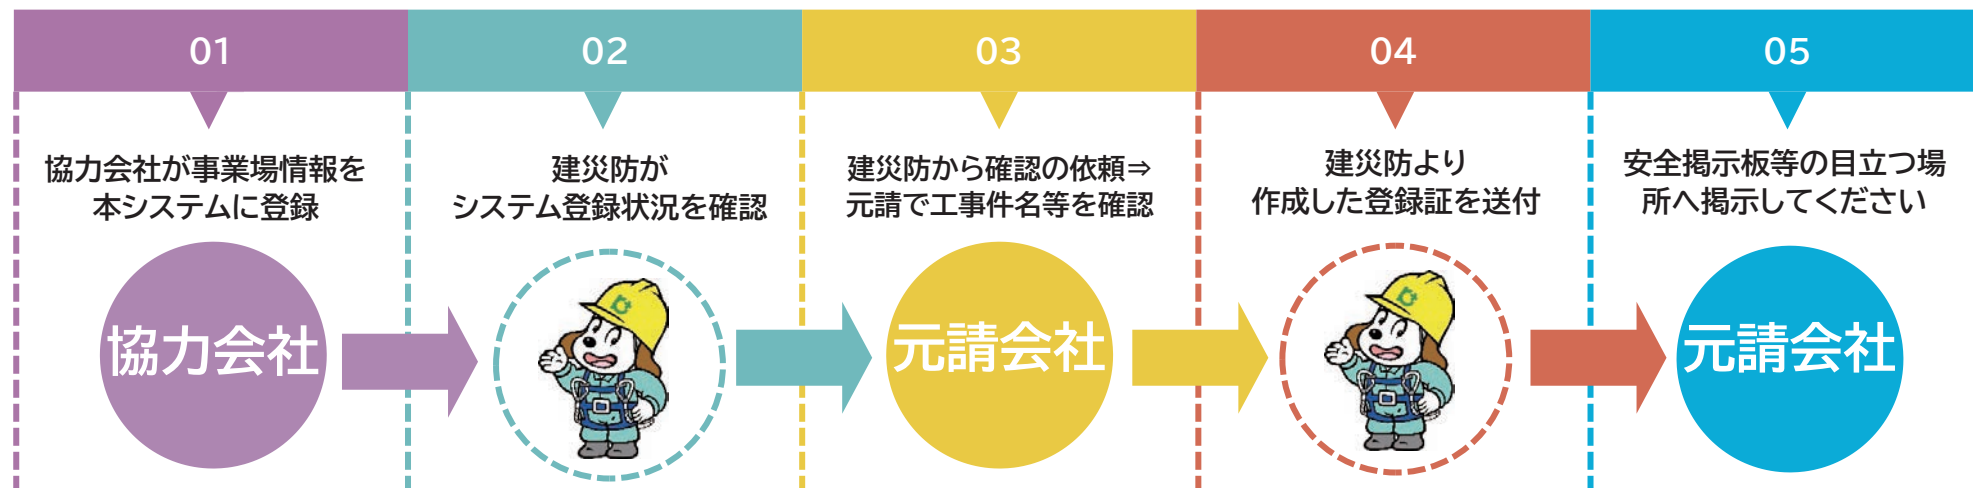 01
協力会社が事業場情報を
本システムに登録
協力会社
02
建災防が
システム登録状況を確認
03
建災防から確認の依頼⇒
元請で工事件名等を確認
元請会社
04
建災防より
作成した登録証を送付
05
安全掲示板等の目立つ場
所へ掲示してください
元請会社